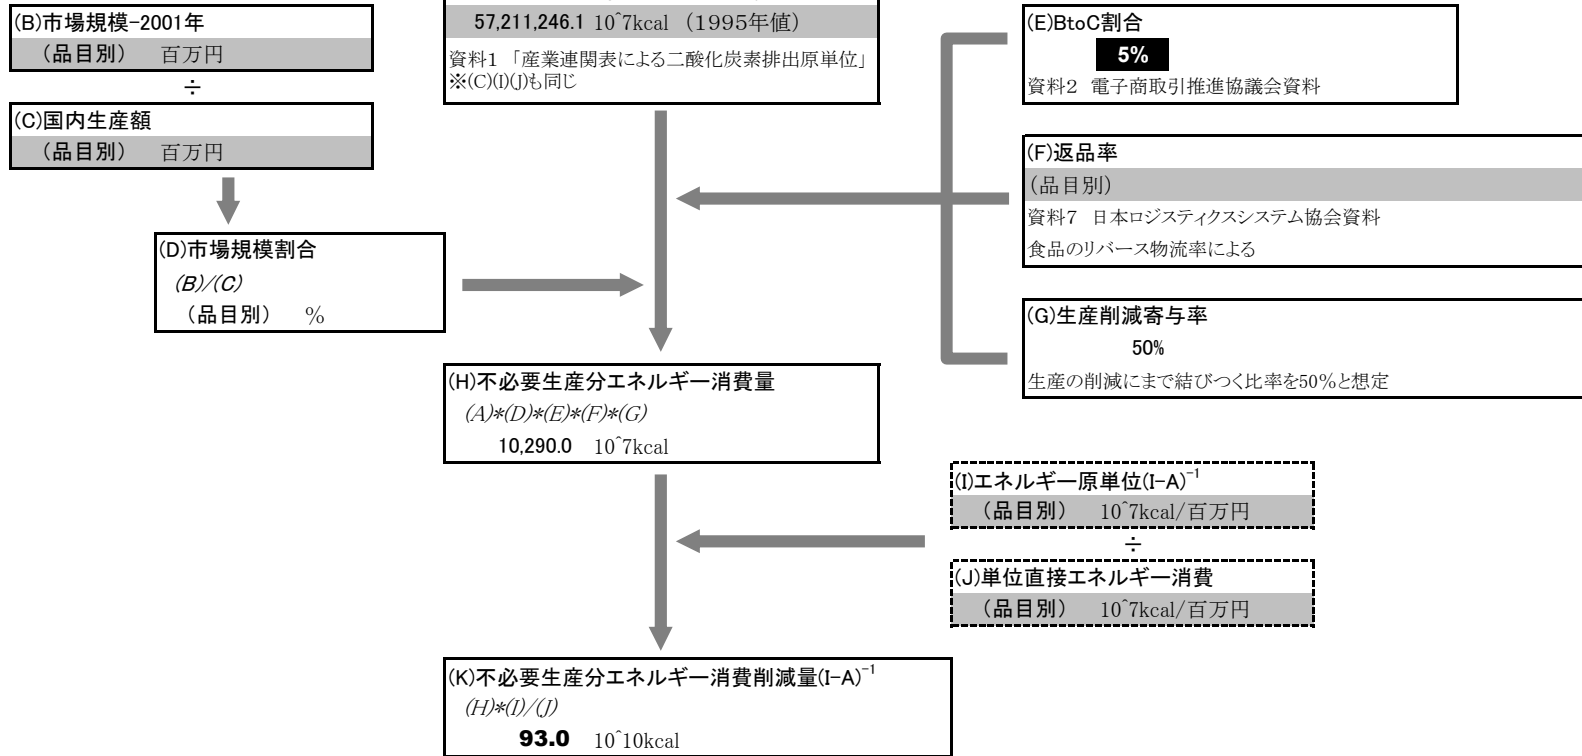 (B)市場規模-2001年
（品目別） 百万円
÷
(C)国内生産額
（品目別） 百万円
(D)市場規模割合
(B)/(C)
（品目別） %
57,211,246.1 10^7kcal （1995年値）
資料1 「産業連関表による二酸化炭素排出原単位」
※(C)(I)(J)も同じ
(E)BtoC割合
5%
資料2 電子商取引推進協議会資料
(F)返品率
(品目別)
資料7 日本ロジスティクスシステム協会資料
食品のリバース物流率による
(G)生産削減寄与率
50%
生産の削減にまで結びつく比率を50%と想定
(H)不必要生産分エネルギー消費量
(A)*(D)*(E)*(F)*(G)
10,290.0 10^7kcal
(I)エネルギー原単位(I-A)⁻¹
（品目別） 10^7kcal/百万円
÷
(J)単位直接エネルギー消費
（品目別） 10^7kcal/百万円
(K)不必要生産分エネルギー消費削減量(I-A)⁻¹
(H)*(I)/(J)
93.0 10^10kcal